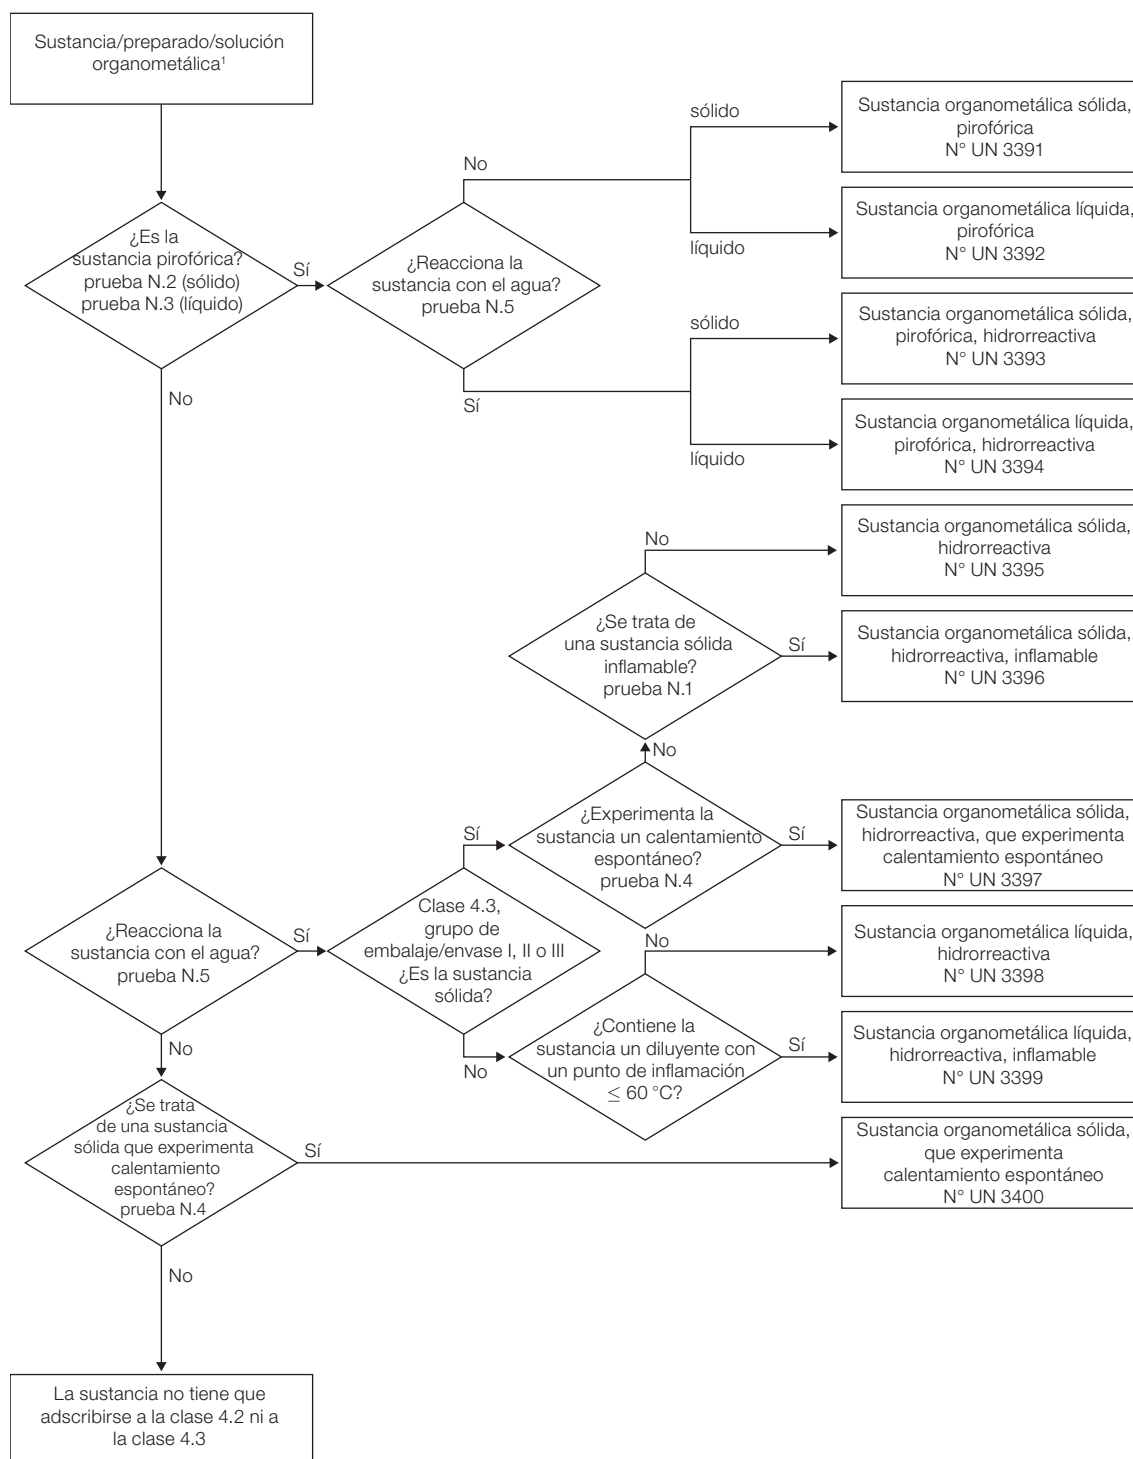 Sustancia/preparado/solución
organometálica¹
¿Es la
sustancia pirofórica?
prueba N.2 (sólido)
prueba N.3 (líquido)
Sí
No
¿Reacciona la
sustancia con el agua?
prueba N.5
No
Sí
sólido
Sustancia organometálica sólida,
pirofórica
N° UN 3391
líquido
Sustancia organometálica líquida,
pirofórica
N° UN 3392
sólido
Sustancia organometálica sólida,
pirofórica, hidrorreactiva
N° UN 3393
líquido
Sustancia organometálica líquida,
pirofórica, hidrorreactiva
N° UN 3394
No
Sustancia organometálica sólida,
hidrorreactiva
N° UN 3395
¿Se trata de
una sustancia sólida
inflamable?
prueba N.1
Sí
Sustancia organometálica sólida,
hidrorreactiva, inflamable
N° UN 3396
No
¿Experimenta la
sustancia un calentamiento
espontáneo?
prueba N.4
Sí
Sustancia organometálica sólida,
hidrorreactiva, que experimenta
calentamiento espontáneo
N° UN 3397
¿Reacciona la
sustancia con el agua?
prueba N.5
Sí
Clase 4.3,
grupo de
embalaje/envase I, II o III
¿Es la sustancia
sólida?
Sí
No
No
Sustancia organometálica líquida,
hidrorreactiva
N° UN 3398
¿Contiene la
sustancia un diluyente con
un punto de inflamación
≤ 60 °C?
Sí
Sustancia organometálica líquida,
hidrorreactiva, inflamable
N° UN 3399
No
¿Se trata
de una sustancia
sólida que experimenta
calentamiento
espontáneo?
prueba N.4
Sí
Sustancia organometálica sólida,
que experimenta
calentamiento espontáneo
N° UN 3400
No
La sustancia no tiene que
adscribirse a la clase 4.2 ni a
la clase 4.3